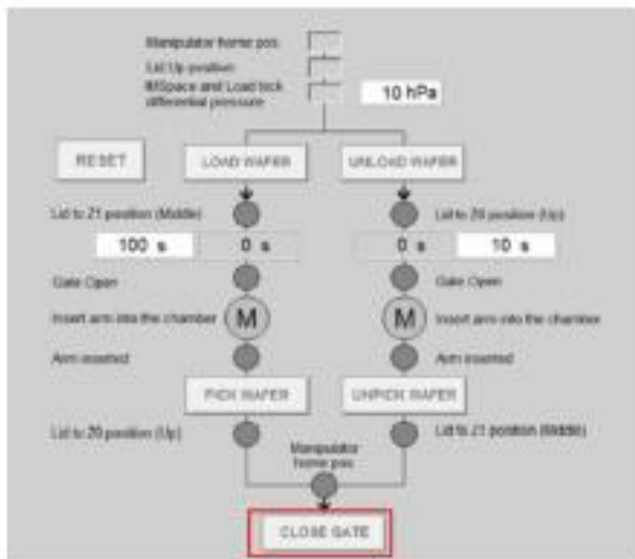 Manipulator home pos.
Lid Up position
IMSpace and Load lock
differential pressure
10 hPa
RESET
LOAD WAFER
UNLOAD WAFER
Lid to Z1 position (Middle)
Lid to Z0 position (Up)
100 s
0 s
0 s
10 s
Gate Open
Gate Open
Insert arm into the chamber
M
M
Insert arm into the chamber
Arm inserted
Arm inserted
PICK WAFER
UNPICK WAFER
Lid to Z0 position (Up)
Lid to Z1 position (Middle)
Manipulator
home pos.
CLOSE GATE